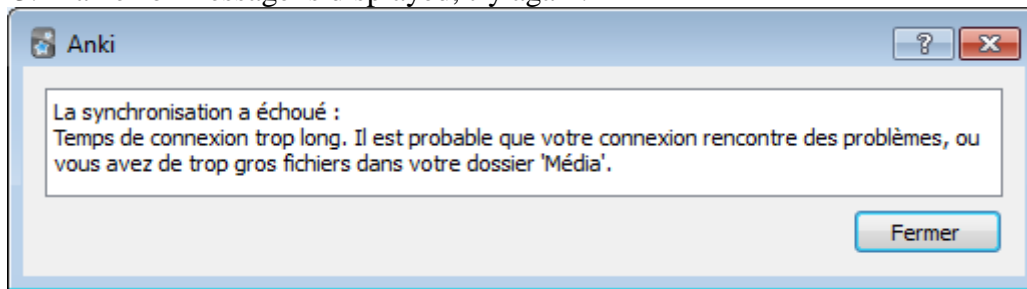 Anki
La synchronisation a échoué :
Temps de connexion trop long. Il est probable que votre connexion rencontre des problèmes, ou
vous avez de trop gros fichiers dans votre dossier 'Média'.
Fermer